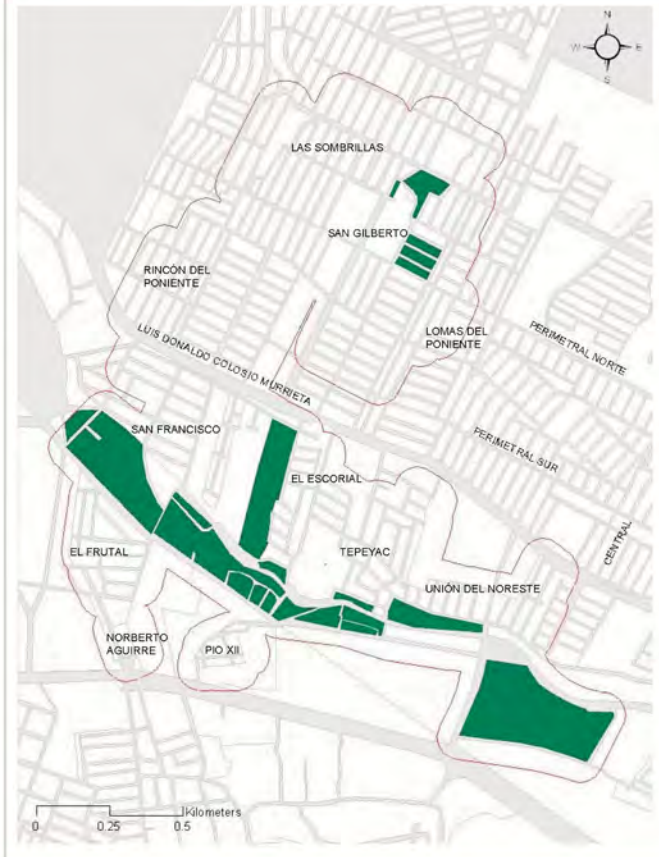 N
W E
S
LAS SOMBRILLAS
SAN GILBERTO
RINCÓN DEL
PONIENTE
LOMAS DEL
PONIENTE
PERIMETRAL NORTE
LUIS DONALDO COLOSIO MURRIETA
SAN FRANCISCO
PERIMETRAL SUR
EL ESCORIAL
CENTRAL
EL FRUTAL
TEPEYAC
UNIÓN DEL NORESTE
NORBERTO
AGUIRRE
PIO XII
Kilometers
0 0.25 0.5